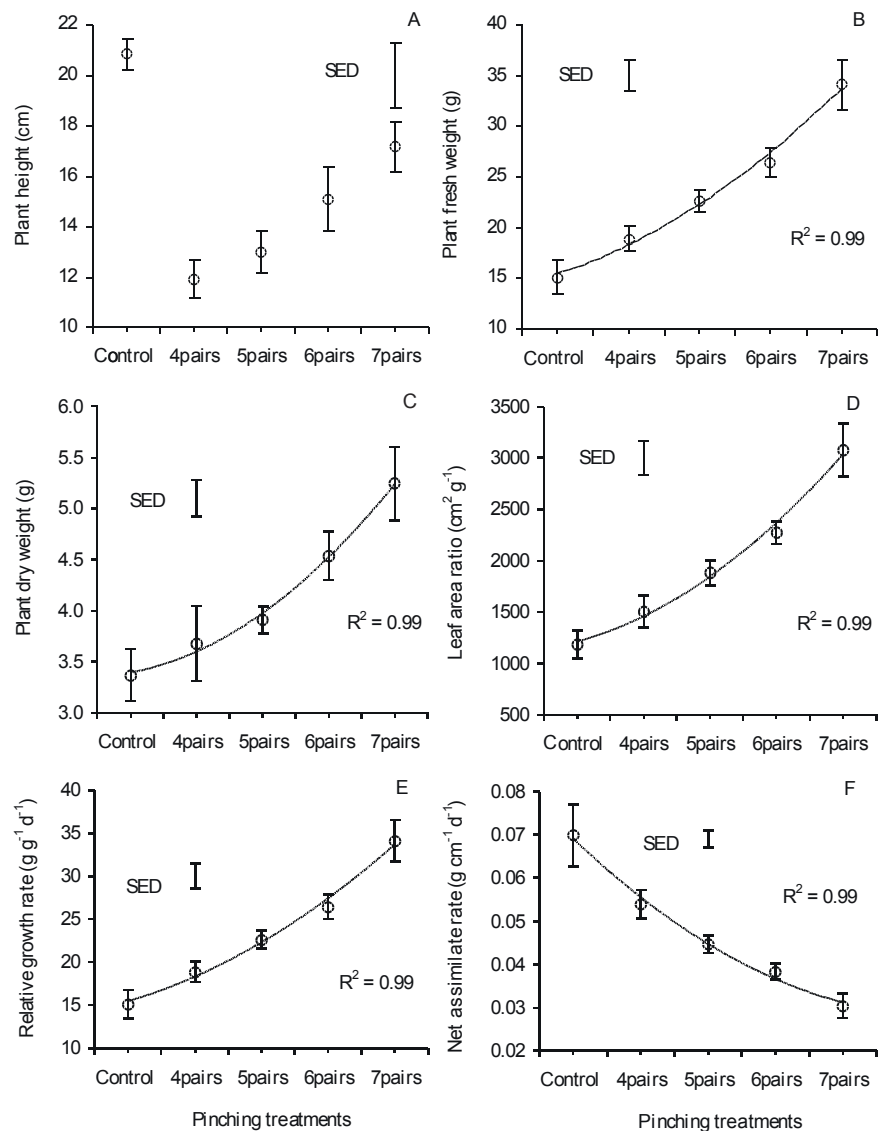 A
Plant height (cm)
22
20
18
16
14
12
10
SED
Control 4pairs 5pairs 6pairs 7pairs
B
Plant fresh weight (g)
40
35
30
25
20
15
10
SED
R² = 0.99
Control 4pairs 5pairs 6pairs 7pairs
C
Plant dry weight (g)
6.0
5.5
5.0
4.5
4.0
3.5
3.0
SED
R² = 0.99
Control 4pairs 5pairs 6pairs 7pairs
D
Leaf area ratio (cm² g⁻¹)
3500
3000
2500
2000
1500
1000
500
SED
R² = 0.99
Control 4pairs 5pairs 6pairs 7pairs
E
Relative growth rate (g g⁻¹ d⁻¹)
40
35
30
25
20
15
10
SED
R² = 0.99
Control 4pairs 5pairs 6pairs 7pairs
Pinching treatments
F
Net assimilate rate (g cm⁻¹ d⁻¹)
0.08
0.07
0.06
0.05
0.04
0.03
0.02
SED
R² = 0.99
Control 4pairs 5pairs 6pairs 7pairs
Pinching treatments